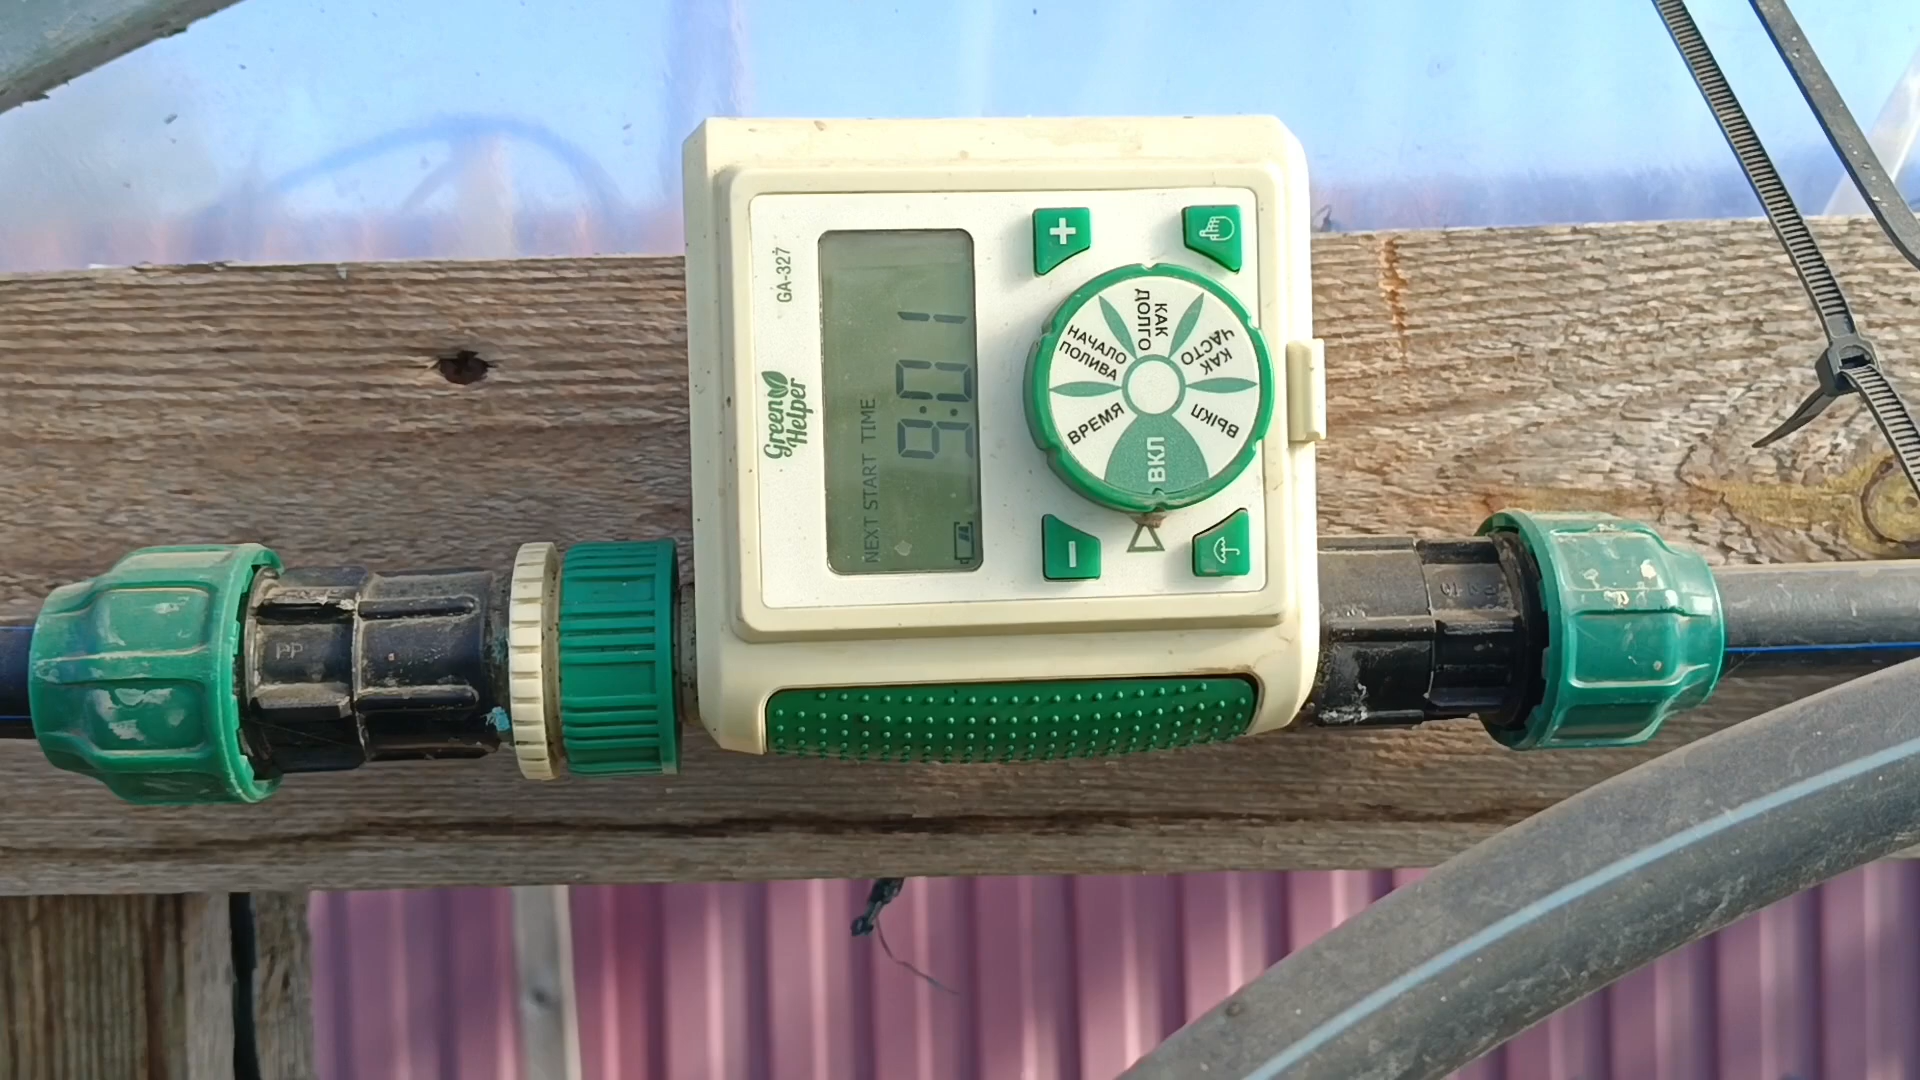 GA-327
Green
Helper
NEXT START TIME
9:01
ВРЕМЯ
НАЧАЛО
ПОЛИВА
КАК
ДОЛГО
КАК
ЧАСТО
ВЫКЛ
ВКЛ
PP